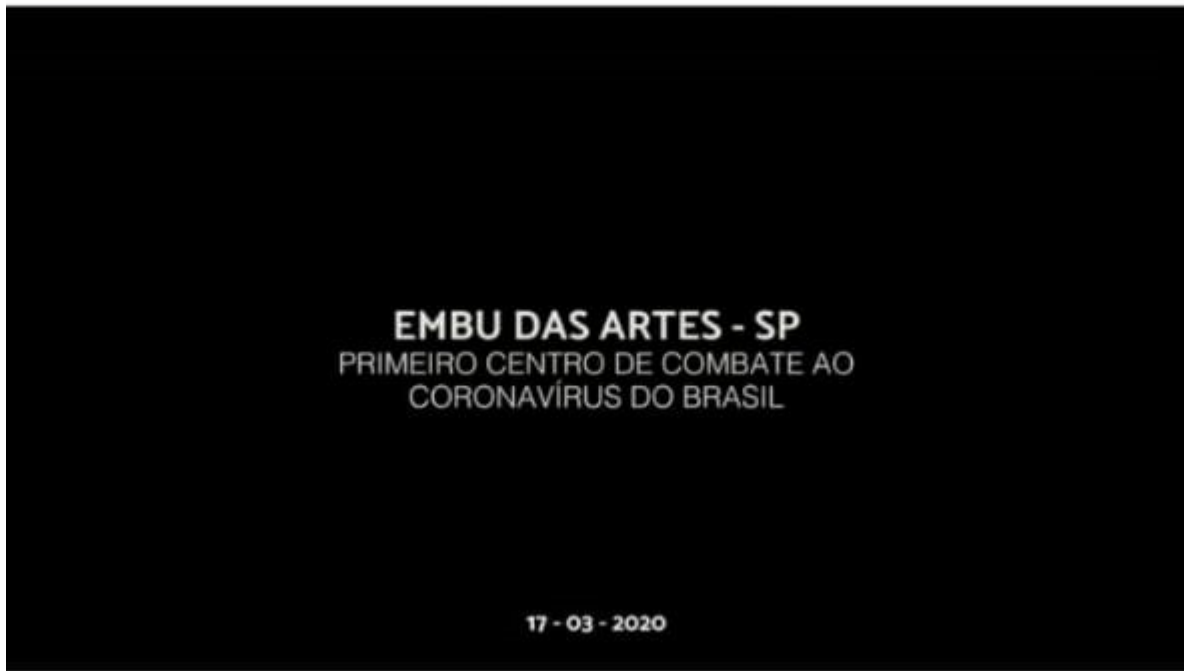 EMBU DAS ARTES - SP
PRIMEIRO CENTRO DE COMBATE AO
CORONAVÍRUS DO BRASIL
17 - 03 - 2020